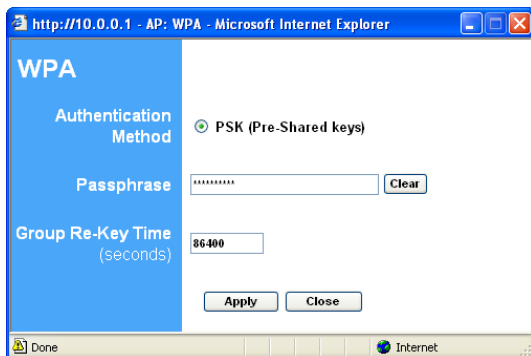 http://10.0.0.1 - AP: WPA - Microsoft Internet Explorer
WPA
Authentication
Method
PSK (Pre-Shared keys)
Passphrase
**********
Clear
Group Re-Key Time
(seconds)
86400
Apply
Close
Done
Internet